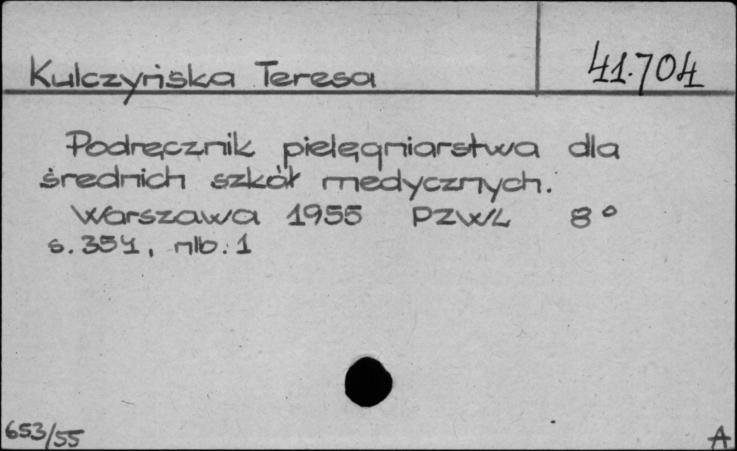 Kulczyńska Teresa
41.704
Podręcznik pielęgniarstwa dla
średnich szkół medycznych.
Warszawa 1955 PZWL 8°
s. 354, nlb. 1
653/55
A